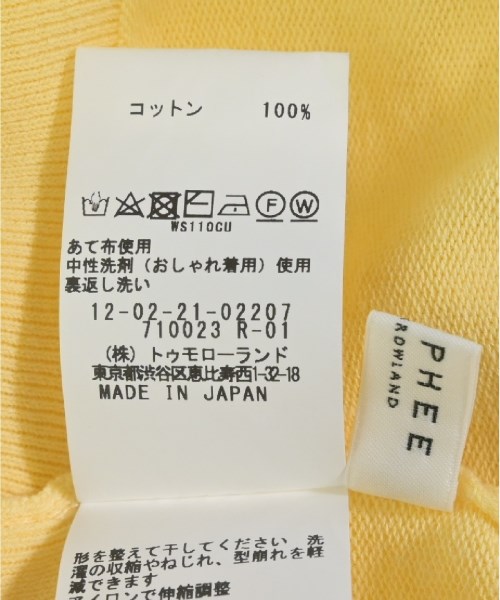 コットン 100%
F W
WS110CU
あて布使用
中性洗剤（おしゃれ着用）使用
裏返し洗い
12-02-21-02207
710023 R-01
（株）トゥモローランド
東京都渋谷区恵比寿西1-32-18
MADE IN JAPAN
形を整えて干してください 洗
濯の収縮やねじれ、型崩れを軽
減できます
アイロンで伸縮調整
PHEE
ROWLAND